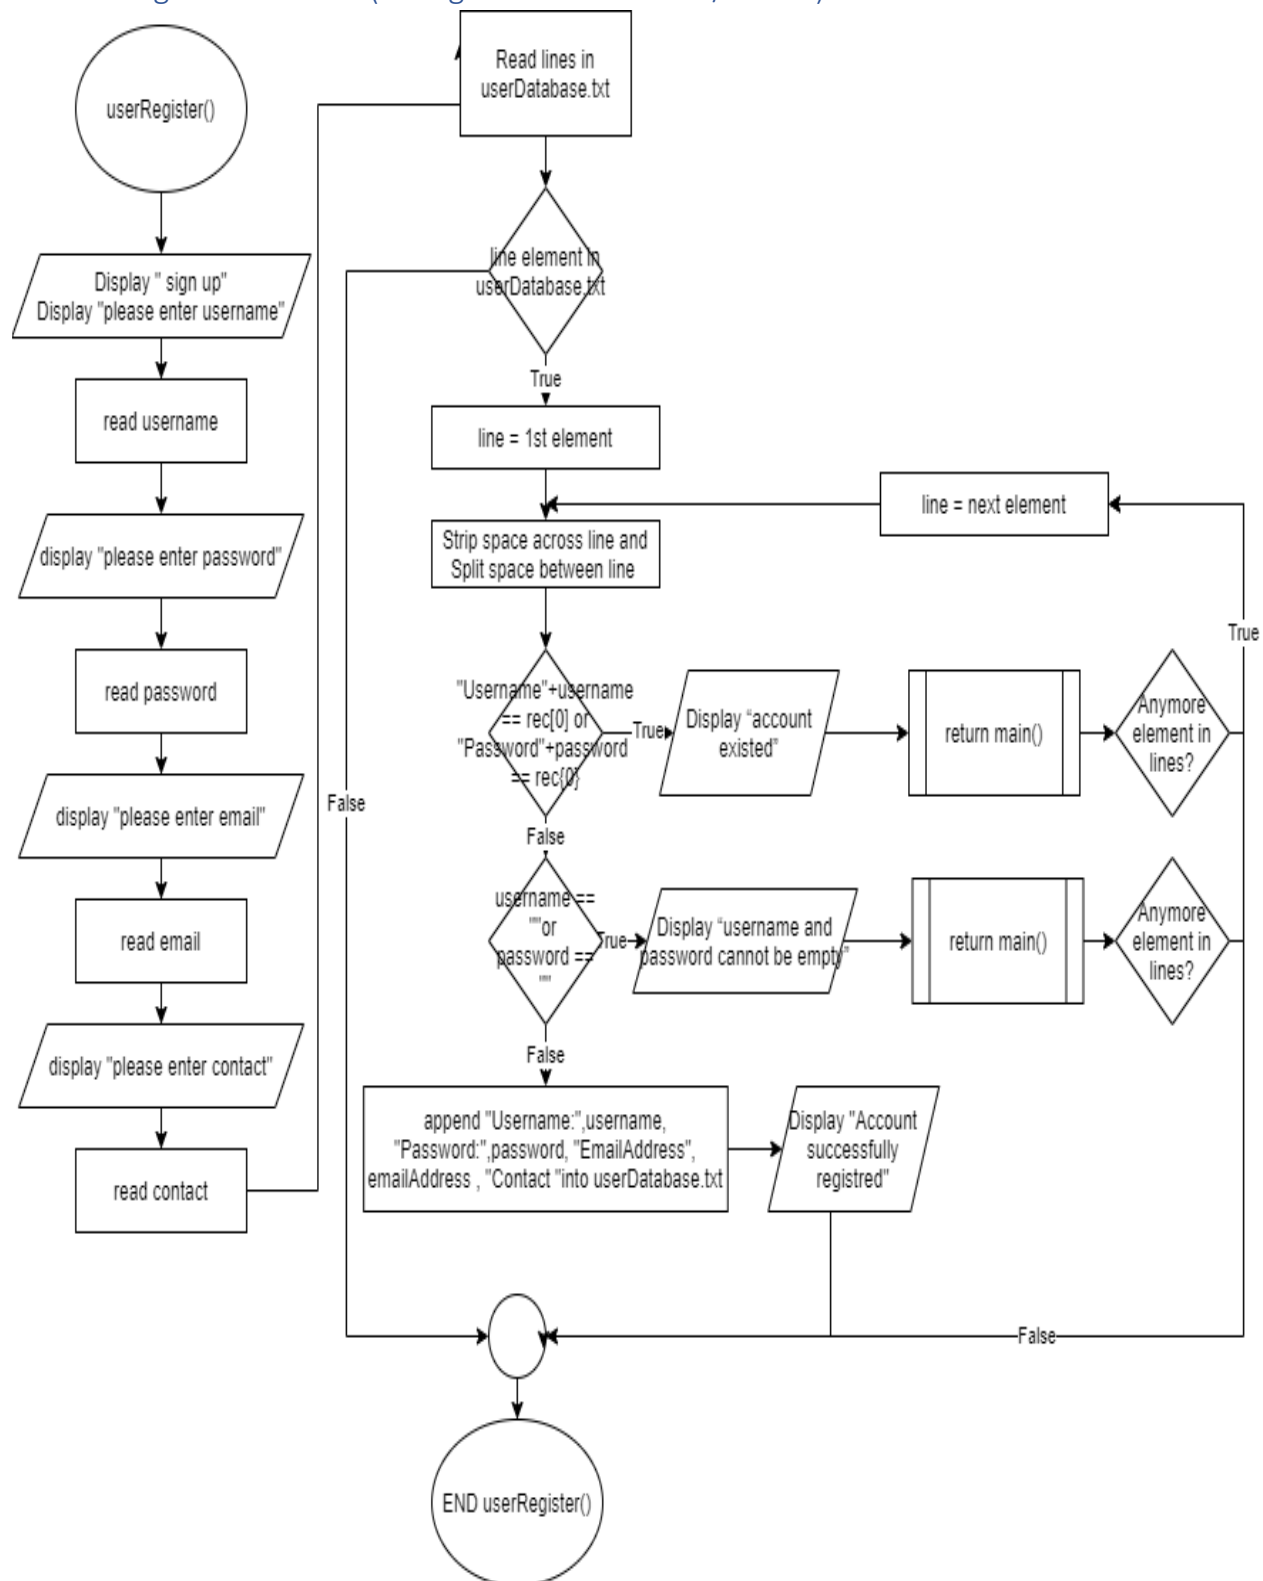 userRegister()
Display " sign up"
Display "please enter username"
read username
display "please enter password"
read password
display "please enter email"
read email
display "please enter contact"
read contact
Read lines in
userDatabase.txt
line element in
userDatabase.txt
True
False
line = 1st element
line = next element
Strip space across line and
Split space between line
True
"Username"+username
== rec[0] or
"Password"+password
== rec{0}
True
Display “account
existed”
return main()
Anymore
element in
lines?
False
username ==
""or
password ==
""
True
Display “username and
password cannot be empty”
return main()
Anymore
element in
lines?
False
append "Username:",username,
"Password:",password, "EmailAddress",
emailAddress , "Contact "into userDatabase.txt
Display "Account
successfully
registred"
False
END userRegister()